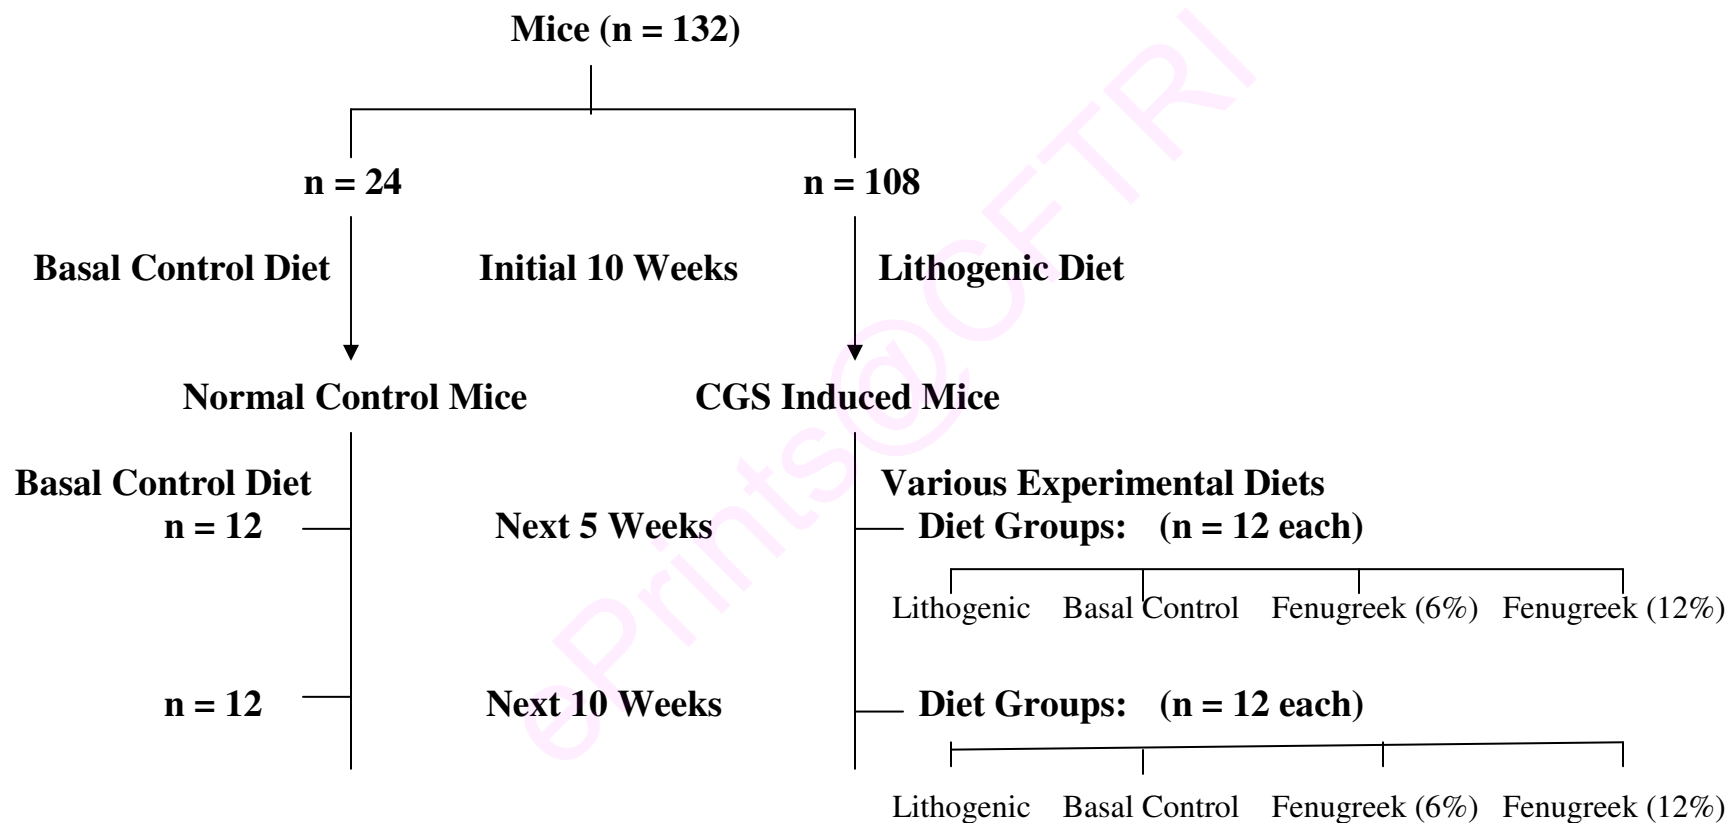 Mice (n = 132)
n = 24 n = 108
Basal Control Diet Initial 10 Weeks Lithogenic Diet
Normal Control Mice CGS Induced Mice
Basal Control Diet Various Experimental Diets
n = 12 Next 5 Weeks Diet Groups: (n = 12 each)
Lithogenic Basal Control Fenugreek (6%) Fenugreek (12%)
n = 12 Next 10 Weeks Diet Groups: (n = 12 each)
Lithogenic Basal Control Fenugreek (6%) Fenugreek (12%)
ePrints@CFTRI